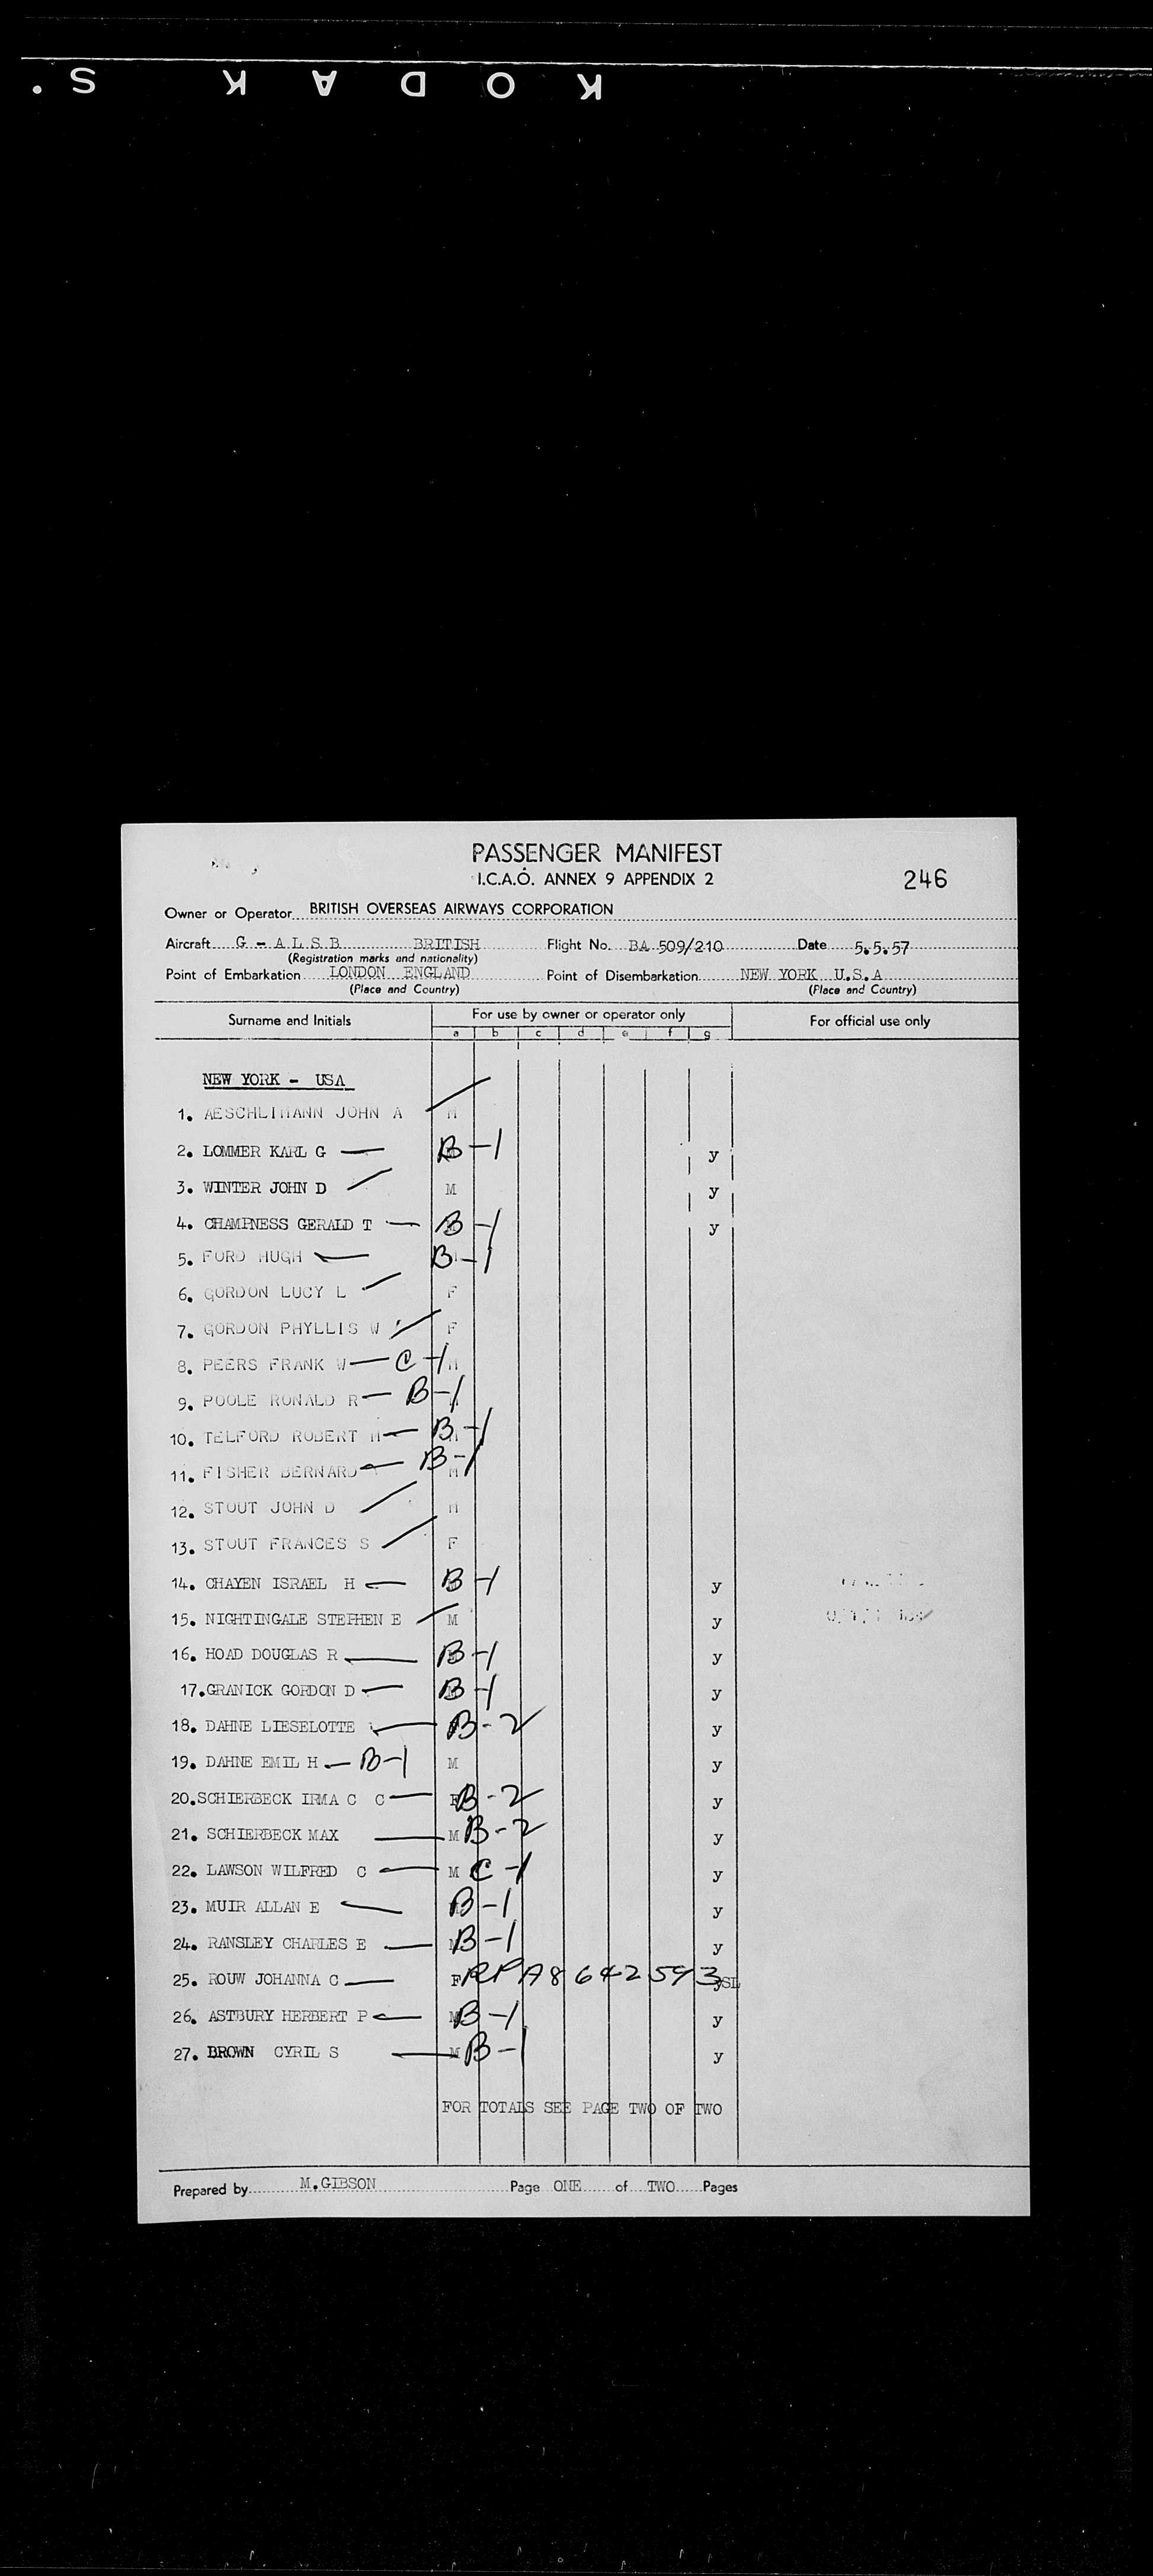 KODAK S.
PASSENGER MANIFEST
I.C.A.O. ANNEX 9 APPENDIX 2
246
Owner or Operator BRITISH OVERSEAS AIRWAYS CORPORATION
Aircraft G - A L S B BRITISH Flight No. BA 509/210 Date 5.5.57
(Registration marks and nationality)
Point of Embarkation LONDON ENGLAND Point of Disembarkation NEW YORK U.S.A
(Place and Country) (Place and Country)
Surname and Initials For use by owner or operator only For official use only
a b c d e f g
NEW YORK - USA
1. AESCHLIMANN JOHN A M
2. LOMMER KARL G B-1 y
3. WINTER JOHN D M y
4. CHAMPNESS GERALD T B-1 y
5. FORD HUGH B-1
6. GORDON LUCY L F
7. GORDON PHYLLIS W F
8. PEERS FRANK W C-1 M
9. POOLE RONALD R B-1
10. TELFORD ROBERT M B-1
11. FISHER BERNARD B-1 M
12. STOUT JOHN D M
13. STOUT FRANCES S F
14. CHAYEN ISRAEL H B-1 y
15. NIGHTINGALE STEPHEN E M y
16. HOAD DOUGLAS R B-1 y
17. GRANICK GORDON D B-1 y
18. DAHNE LIESELOTTE B-2 y
19. DAHNE EMIL H B-1 M y
20. SCHIERBECK IRMA C C F B-2 y
21. SCHIERBECK MAX M B-2 y
22. LAWSON WILFRED C M C-1 y
23. MUIR ALLAN E B-1 y
24. RANSLEY CHARLES E M B-1 y
25. ROUW JOHANNA C F RPA8642593 ySL
26. ASTBURY HERBERT P M B-1 y
27. BROWN CYRIL S M B-1 y
FOR TOTALS SEE PAGE TWO OF TWO
Prepared by M.GIBSON Page ONE of TWO Pages